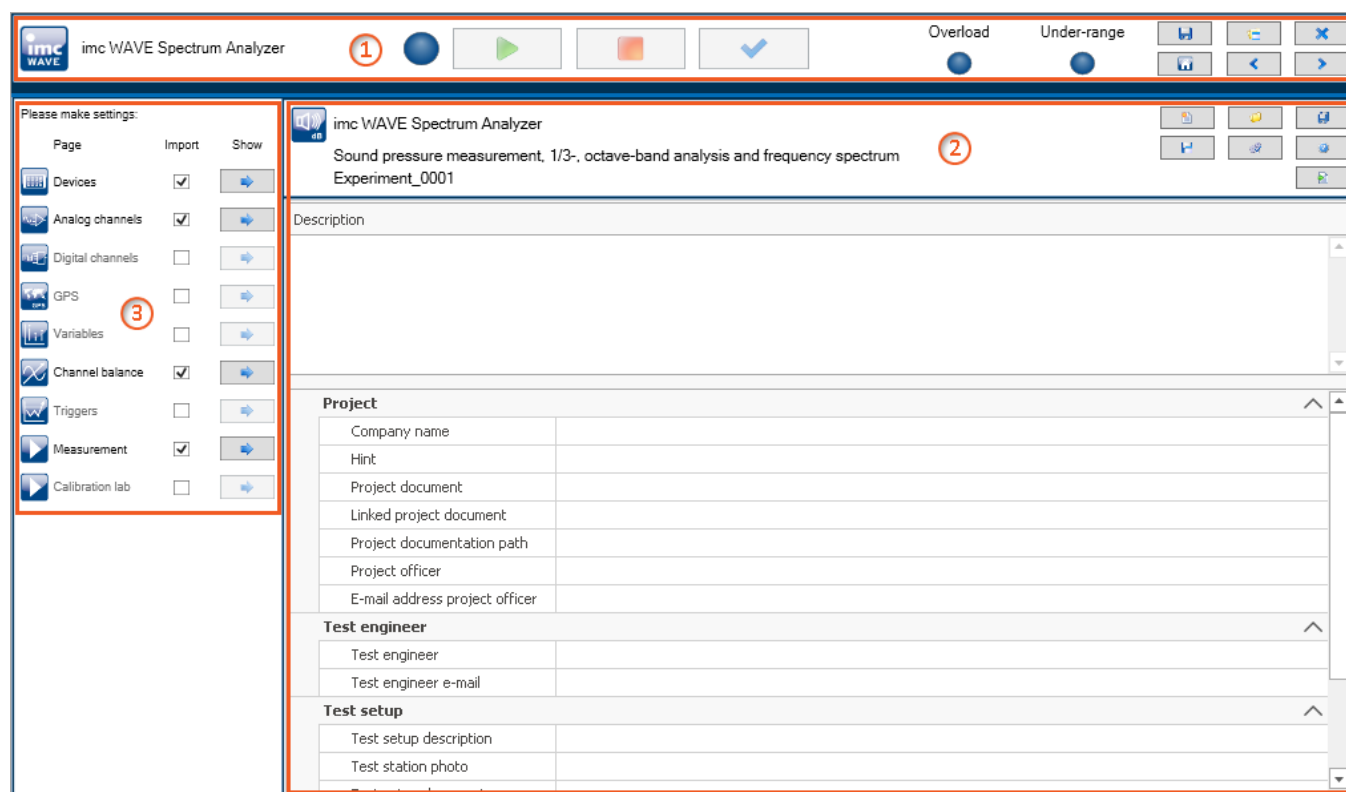 imc
WAVE
imc WAVE Spectrum Analyzer
1
Overload
Under-range
Please make settings:
Page Import Show
Devices
Analog channels
Digital channels
GPS
GPS
Variables
Channel balance
Triggers
Measurement
Calibration lab
3
dB
imc WAVE Spectrum Analyzer
Sound pressure measurement, 1/3-, octave-band analysis and frequency spectrum
Experiment_0001
2
Description
Project
Company name
Hint
Project document
Linked project document
Project documentation path
Project officer
E-mail address project officer
Test engineer
Test engineer
Test engineer e-mail
Test setup
Test setup description
Test station photo